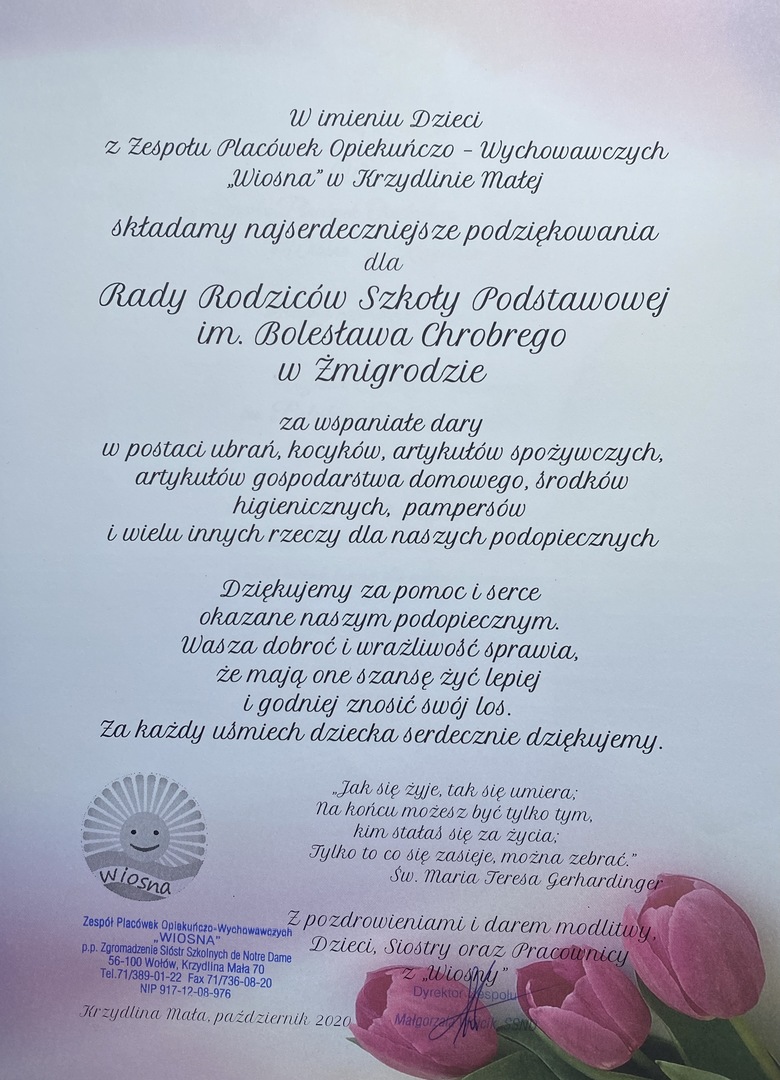 W imieniu Dzieci
z Zespołu Placówek Opiekuńczo – Wychowawczych
„Wiosna” w Krzydlinie Małej
składamy najserdeczniejsze podziękowania
dla
Rady Rodziców Szkoły Podstawowej
im. Bolesława Chrobrego
w Żmigrodzie
za wspaniałe dary
w postaci ubrań, kocyków, artykułów spożywczych,
artykułów gospodarstwa domowego, środków
higienicznych, pampersów
i wielu innych rzeczy dla naszych podopiecznych
Dziękujemy za pomoc i serce
okazane naszym podopiecznym.
Wasza dobroć i wrażliwość sprawia,
że mają one szansę żyć lepiej
i godniej znosić swój los.
Za każdy uśmiech dziecka serdecznie dziękujemy.
„Jak się żyje, tak się umiera;
Na końcu możesz być tylko tym,
kim stałaś się za życia;
Tylko to co się zasieje, można zebrać.”
Św. Maria Teresa Gerhardinger
wiosna
Zespół Placówek Opiekuńczo-Wychowawczych
„WIOSNA”
p.p. Zgromadzenie Sióstr Szkolnych de Notre Dame
56-100 Wołów, Krzydlina Mała 70
Tel.71/389-01-22 Fax 71/736-08-20
NIP 917-12-08-976
Z pozdrowieniami i darem modlitwy,
Dzieci, Siostry oraz Pracownicy
z „Wiosny”
Dyrektor Zespołu
Małgorzata Wójcik SSND
Krzydlina Mała, październik 2020